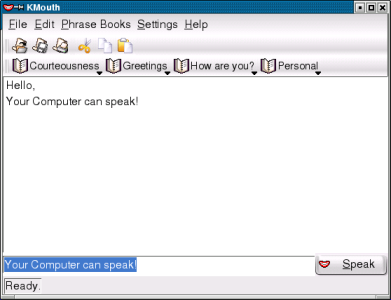 KMouth
File Edit Phrase Books Settings Help
Courteousness Greetings How are you? Personal
Hello,
Your Computer can speak!
Your Computer can speak! Speak
Ready.